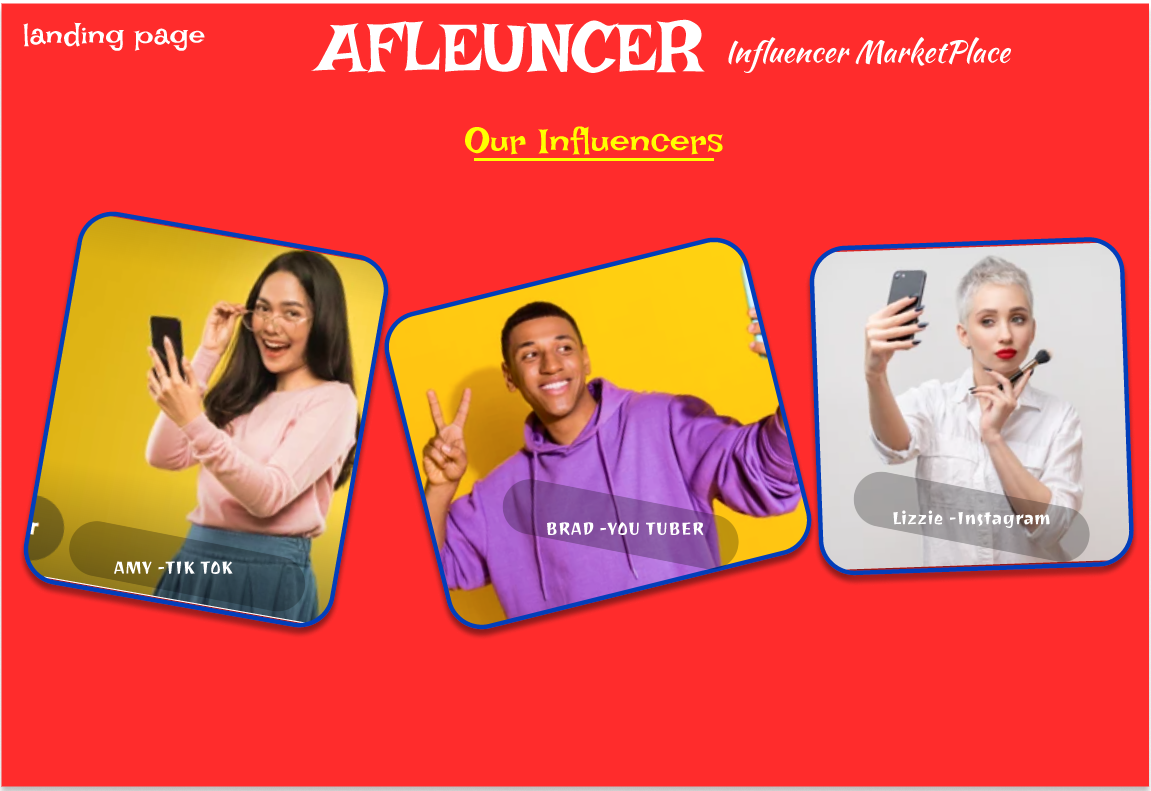 landing page
AFLEUNCER
Influencer MarketPlace
Our Influencers
r
AMY -TIK TOK
BRAD -YOU TUBER
Lizzie -Instagram